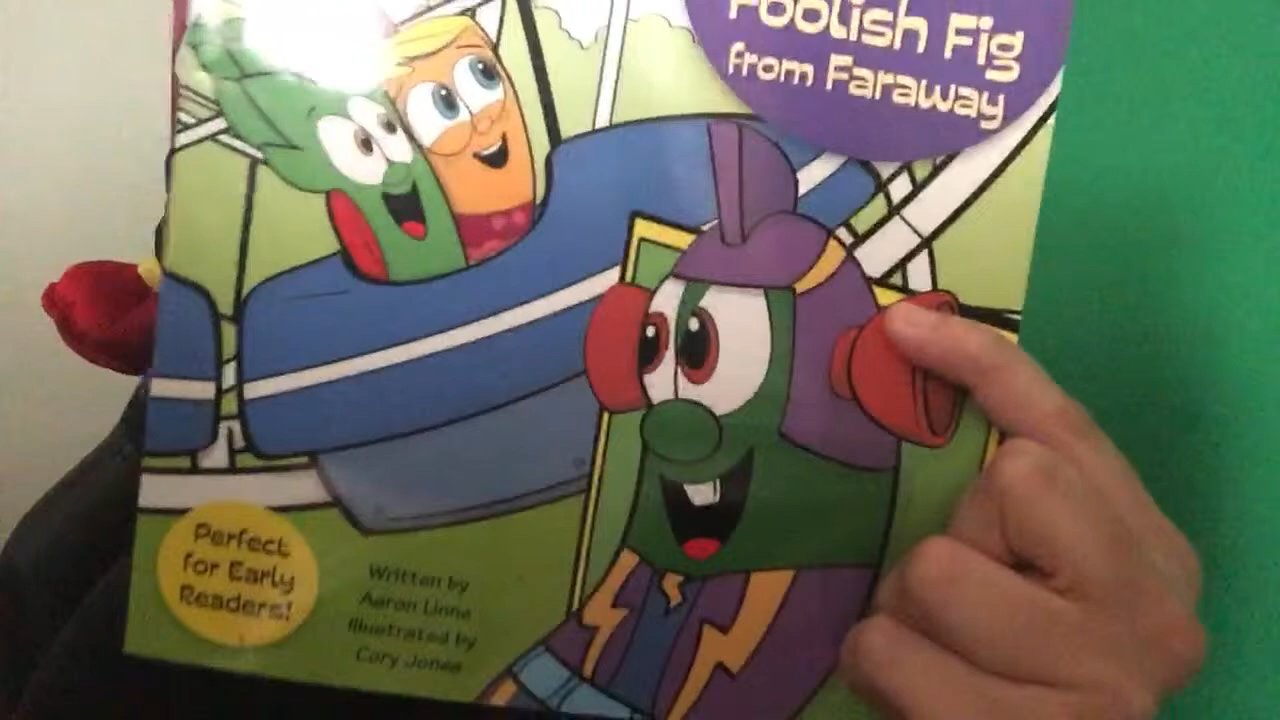 Foolish Fig
from Faraway
Perfect
for Early
Readers!
Written by
Aaron Linne
Illustrated by
Cory Jones